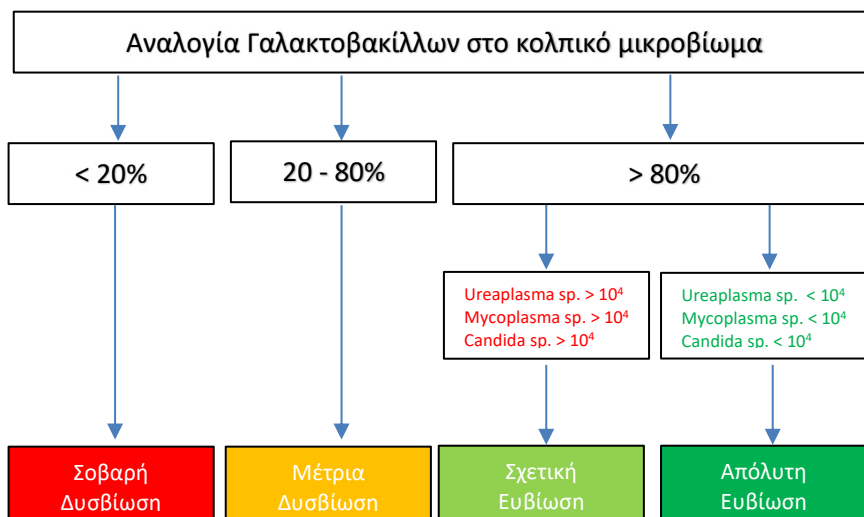 Αναλογία Γαλακτοβακίλλων στο κολπικό μικροβίωμα
< 20%
20 - 80%
> 80%
Ureaplasma sp. > 10⁴
Mycoplasma sp. > 10⁴
Candida sp. > 10⁴
Ureaplasma sp. < 10⁴
Mycoplasma sp. < 10⁴
Candida sp. < 10⁴
Σοβαρή
Δυσβίωση
Μέτρια
Δυσβίωση
Σχετική
Ευβίωση
Απόλυτη
Ευβίωση